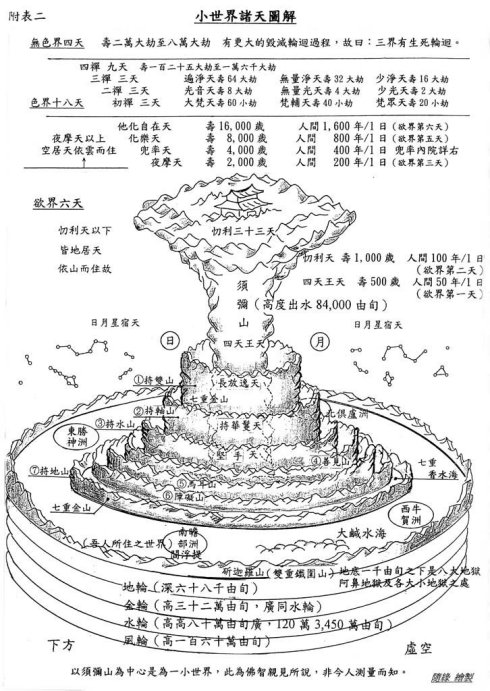 附表二
小世界諸天圖解
無色界四天　壽二萬大劫至八萬大劫　有更大的毀滅輪迴過程，故曰：三界有生死輪迴。
四禪 九天　壽一百二十五大劫至一萬六千大劫
三禪 三天　遍淨天壽64大劫　無量淨天壽32大劫　少淨天壽16大劫
二禪 三天　光音天壽8大劫　無量光天壽4大劫　少光天壽2大劫
色界十八天　初禪 三天　大梵天壽60小劫　梵輔天壽40小劫　梵眾天壽20小劫
他化自在天　壽16,000歲　人間1,600年/1日(欲界第六天)
夜摩天以上　化樂天　壽8,000歲　人間800年/1日(欲界第五天)
空居天依雲而住　兜率天　壽4,000歲　人間400年/1日 兜率內院詳右
夜摩天　壽2,000歲　人間200年/1日(欲界第三天)
欲界六天
忉利天以下
皆地居天
依山而住故
忉利三十三天
忉利天 壽1,000歲　人間100年/1日
(欲界第二天)
四天王天　壽500歲　人間50年/1日
(欲界第一天)
須彌山
(高度出水84,000由旬)
日月星宿天
日月星宿天
日
月
四天王天
①持雙山
長放逸天
七重金山
②持軸山
北俱盧洲
③持水山
持華鬘天
東勝神洲
堅手天
④善見山
⑦持地山
⑤馬耳山
七重香水海
⑥障礙山
七重金山
西牛賀洲
(吾人所住之世界)
南贍部洲
閻浮提
大鹹水海
斫迦羅山(雙重鐵圍山)
地底一千由旬之下是八大地獄
阿鼻地獄及各大小地獄之處
地輪(深六十八千由旬)
金輪(高三十二萬由旬，廣同水輪)
水輪(高高八十萬由旬廣，120萬3,450萬由旬)
風輪(高一百六十萬由旬)
下方
虛空
以須彌山為中心是為一小世界，此為佛智親見所說，非今人測量而知。
隨緣 繪製